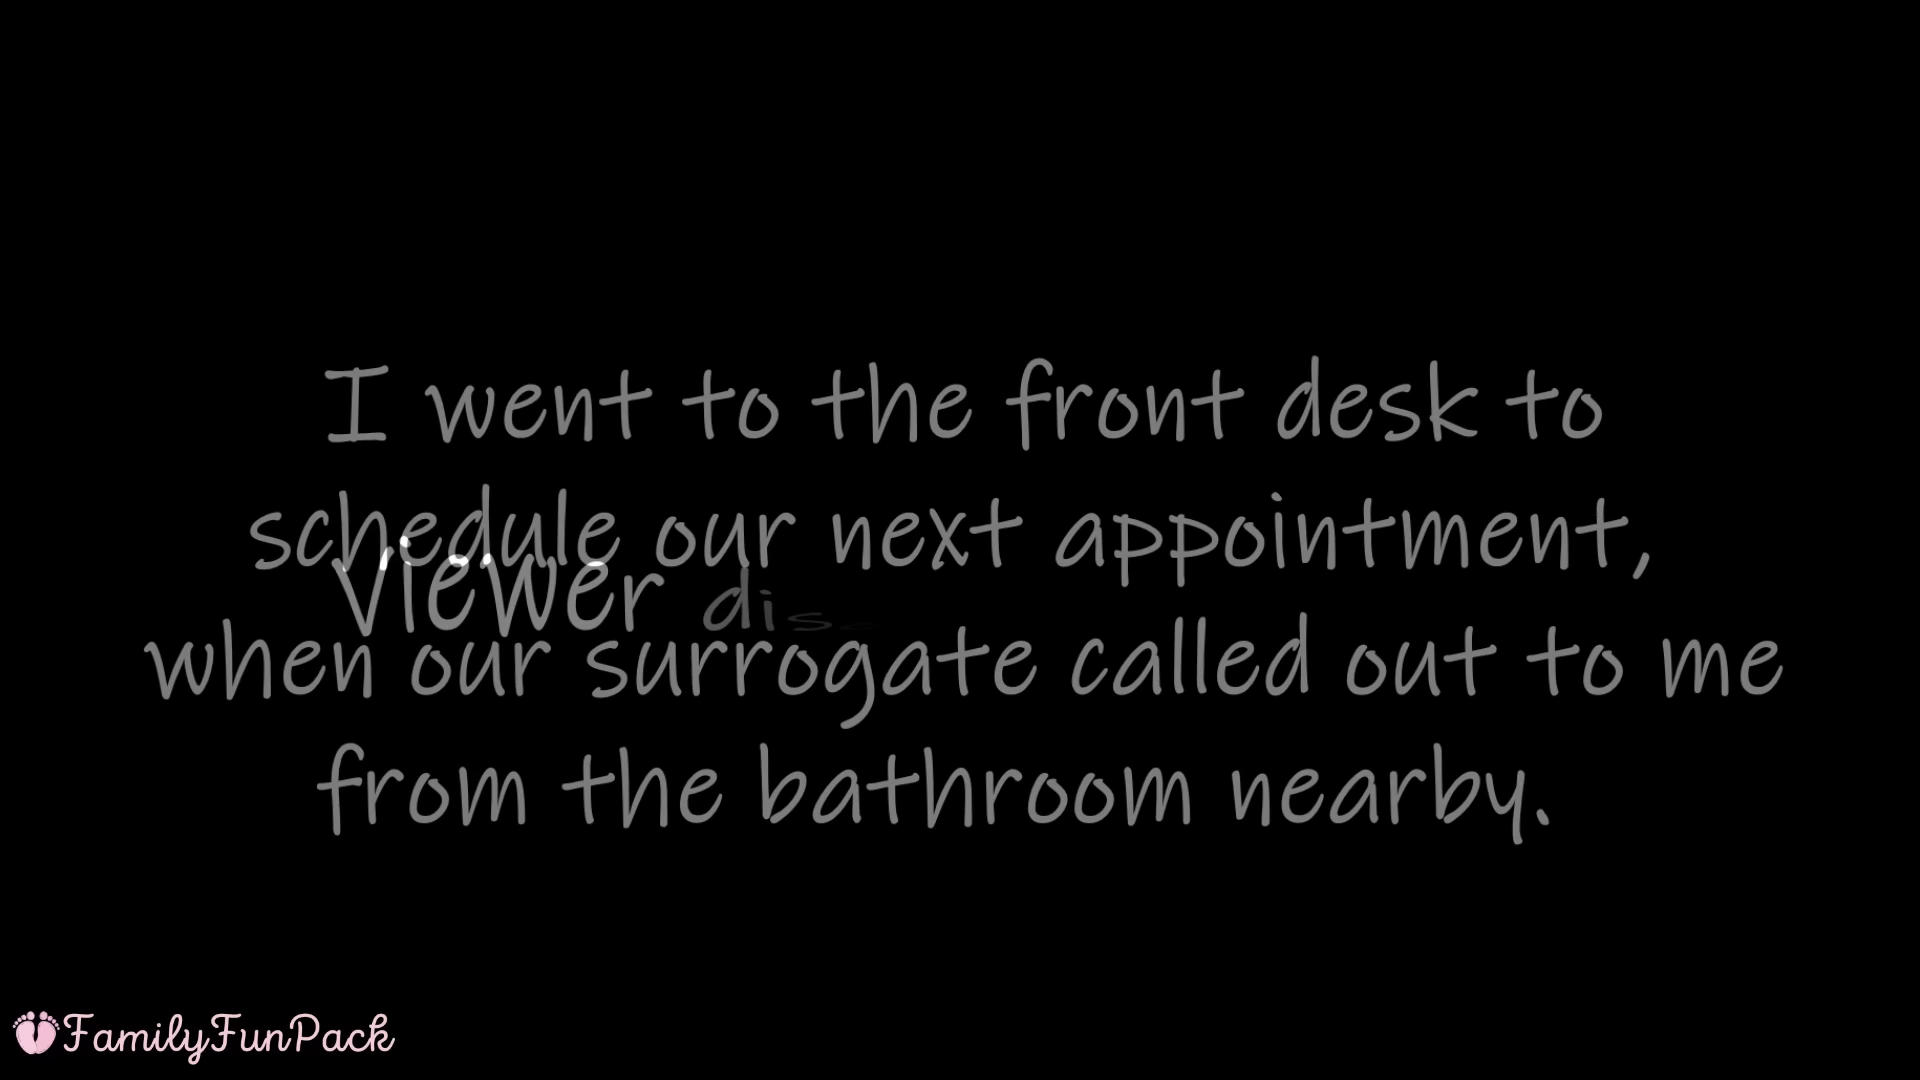 I went to the front desk to
schedule our next appointment,
Viewer
when our surrogate called out to me
from the bathroom nearby.
FamilyFunPack